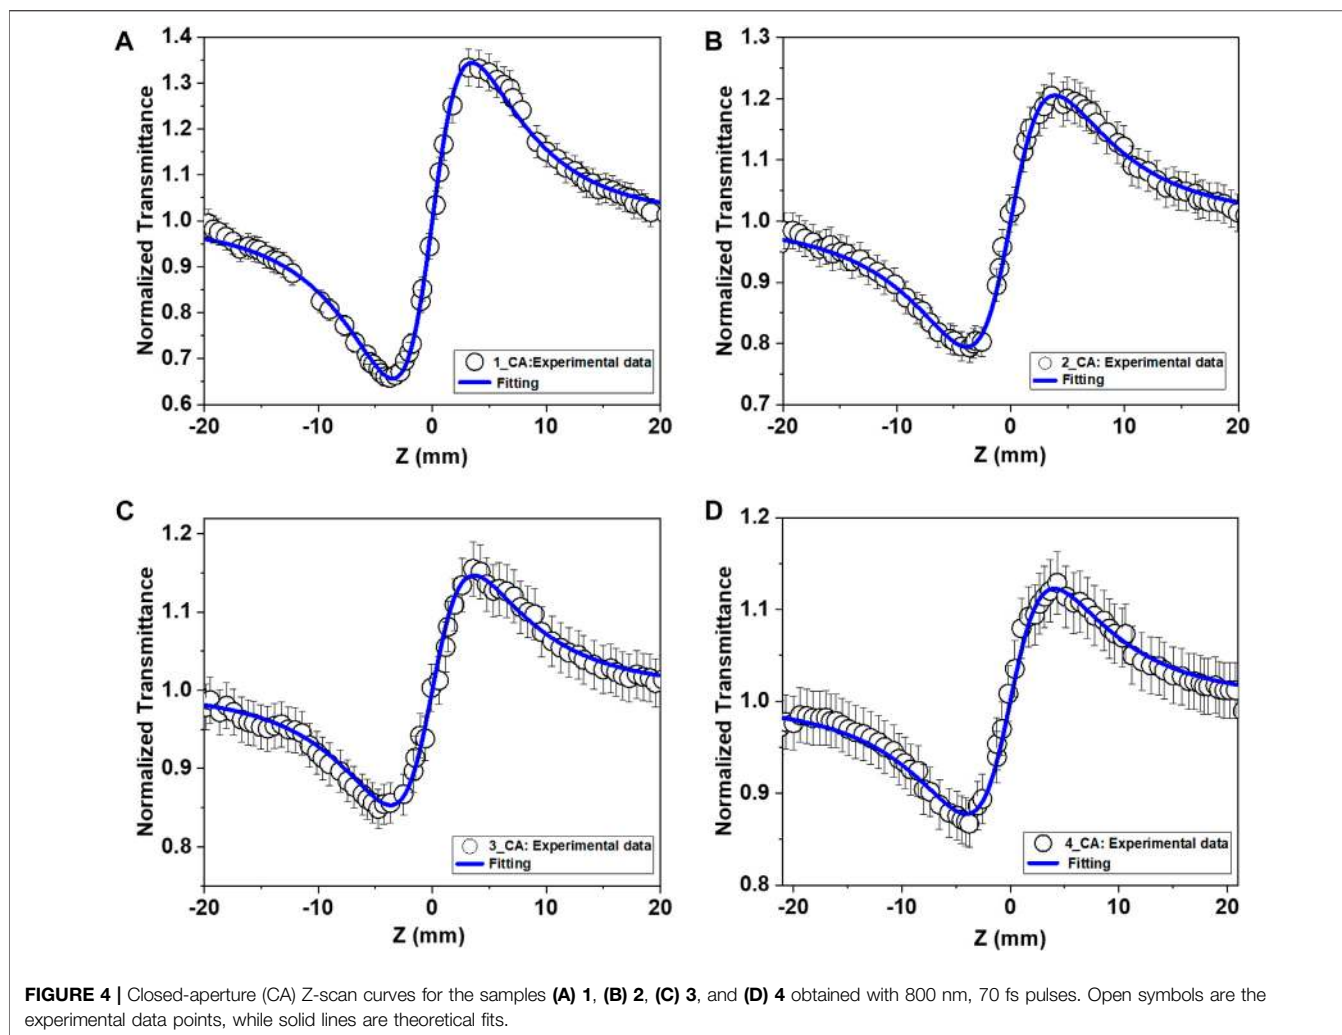 A
1.4
1.3
1.2
1.1
1.0
0.9
0.8
0.7
0.6
Normalized Transmittance
1_CA:Experimental data
Fitting
-20 -10 0 10 20
Z (mm)
B
1.3
1.2
1.1
1.0
0.9
0.8
0.7
Normalized Transmittance
2_CA: Experimental data
Fitting
-20 -10 0 10 20
Z (mm)
C
1.2
1.1
1.0
0.9
0.8
Normalized Transmittance
3_CA: Experimental data
Fitting
-20 -10 0 10 20
Z (mm)
D
1.2
1.1
1.0
0.9
0.8
Normalized Transmittance
4_CA: Experimental data
Fitting
-20 -10 0 10 20
Z (mm)
FIGURE 4 | Closed-aperture (CA) Z-scan curves for the samples (A) 1, (B) 2, (C) 3, and (D) 4 obtained with 800 nm, 70 fs pulses. Open symbols are the
experimental data points, while solid lines are theoretical fits.